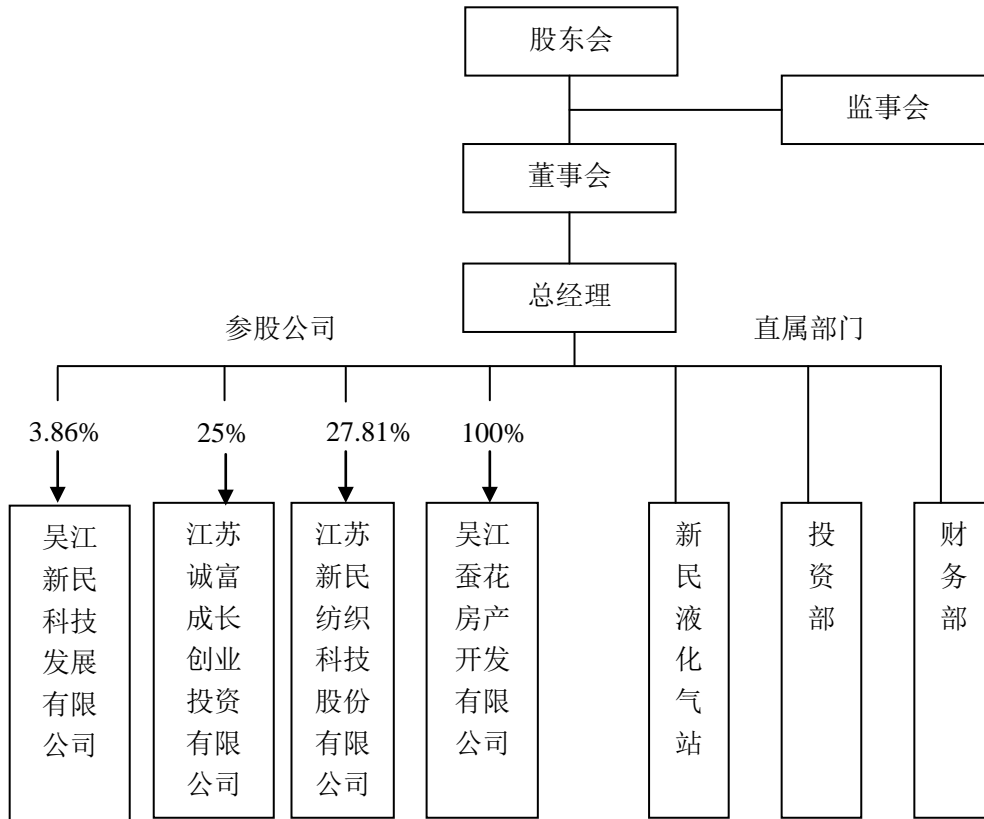 股东会
监事会
董事会
总经理
参股公司
直属部门
3.86%
25%
27.81%
100%
吴江
新民
科技
发展
有限
公司
江苏
诚富
成长
创业
投资
有限
公司
江苏
新民
纺织
科技
股份
有限
公司
吴江
蚕花
房产
开发
有限
公司
新
民
液
化
气
站
投
资
部
财
务
部